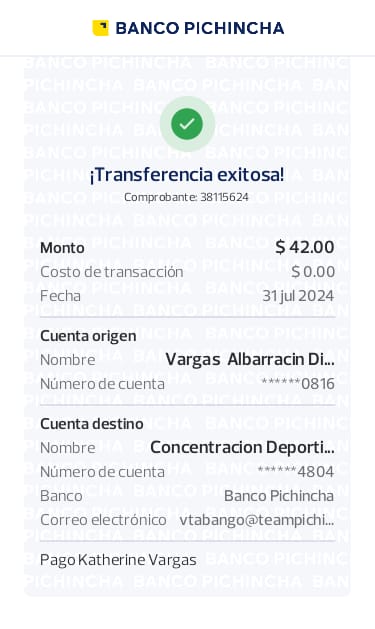 BANCO PICHINCHA
¡Transferencia exitosa!
Comprobante: 38115624
Monto $ 42.00
Costo de transacción $ 0.00
Fecha 31 jul 2024
Cuenta origen
Nombre Vargas Albarracin Di...
Número de cuenta ******0816
Cuenta destino
Nombre Concentracion Deporti...
Número de cuenta ******4804
Banco Banco Pichincha
Correo electrónico vtabango@teampichi...
Pago Katherine Vargas